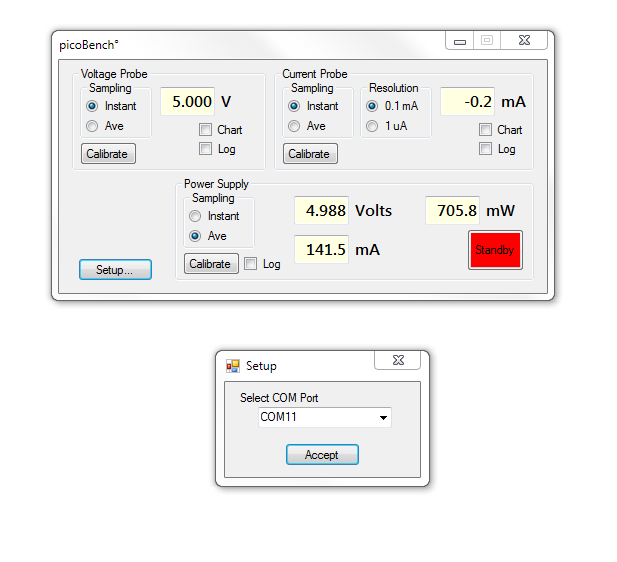 picoBench°
Voltage Probe
Sampling
Instant
Ave
5.000 V
Chart
Log
Calibrate
Current Probe
Sampling
Instant
Ave
Resolution
0.1 mA
1 uA
-0.2 mA
Chart
Log
Calibrate
Power Supply
Sampling
Instant
Ave
4.988 Volts
705.8 mW
141.5 mA
Standby
Calibrate
Log
Setup...
Setup
Select COM Port
COM11
Accept